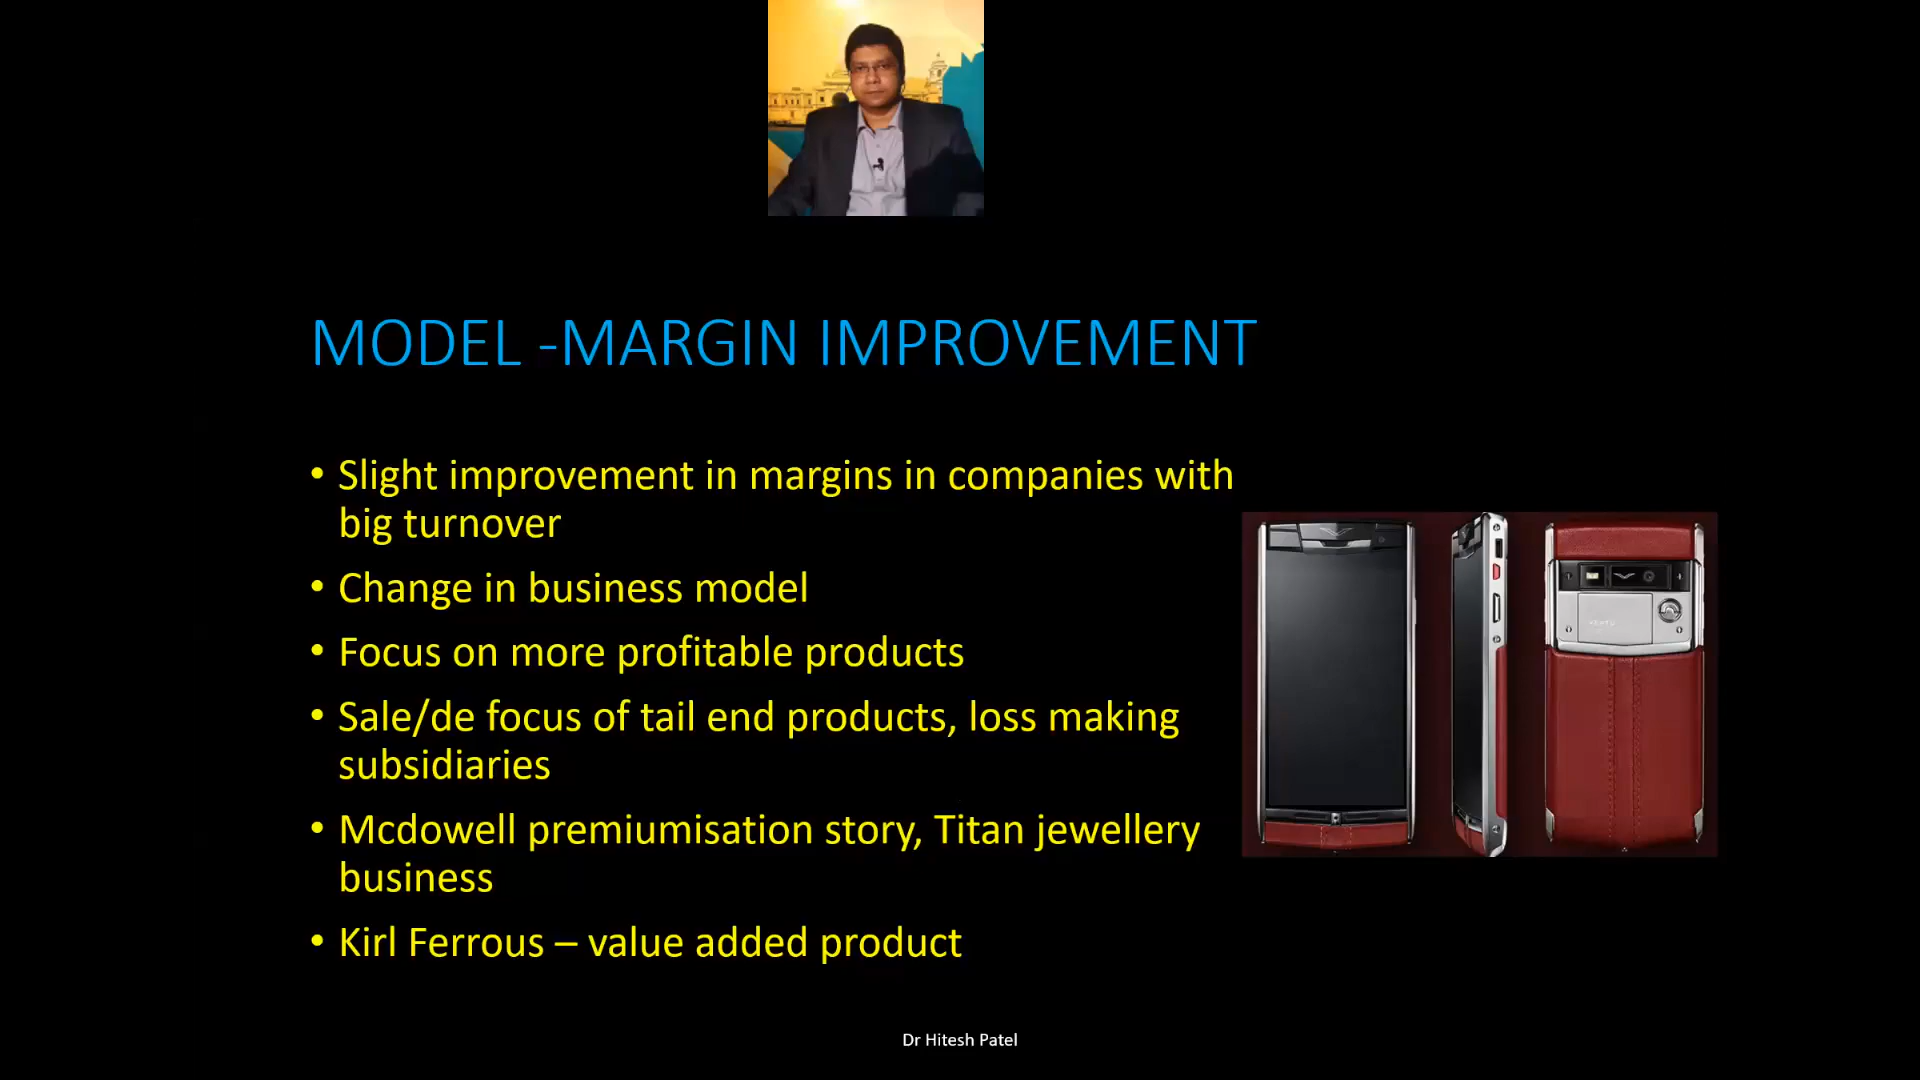 MODEL -MARGIN IMPROVEMENT
• Slight improvement in margins in companies with
big turnover
• Change in business model
• Focus on more profitable products
• Sale/de focus of tail end products, loss making
subsidiaries
• Mcdowell premiumisation story, Titan jewellery
business
• Kirl Ferrous – value added product
Dr Hitesh Patel